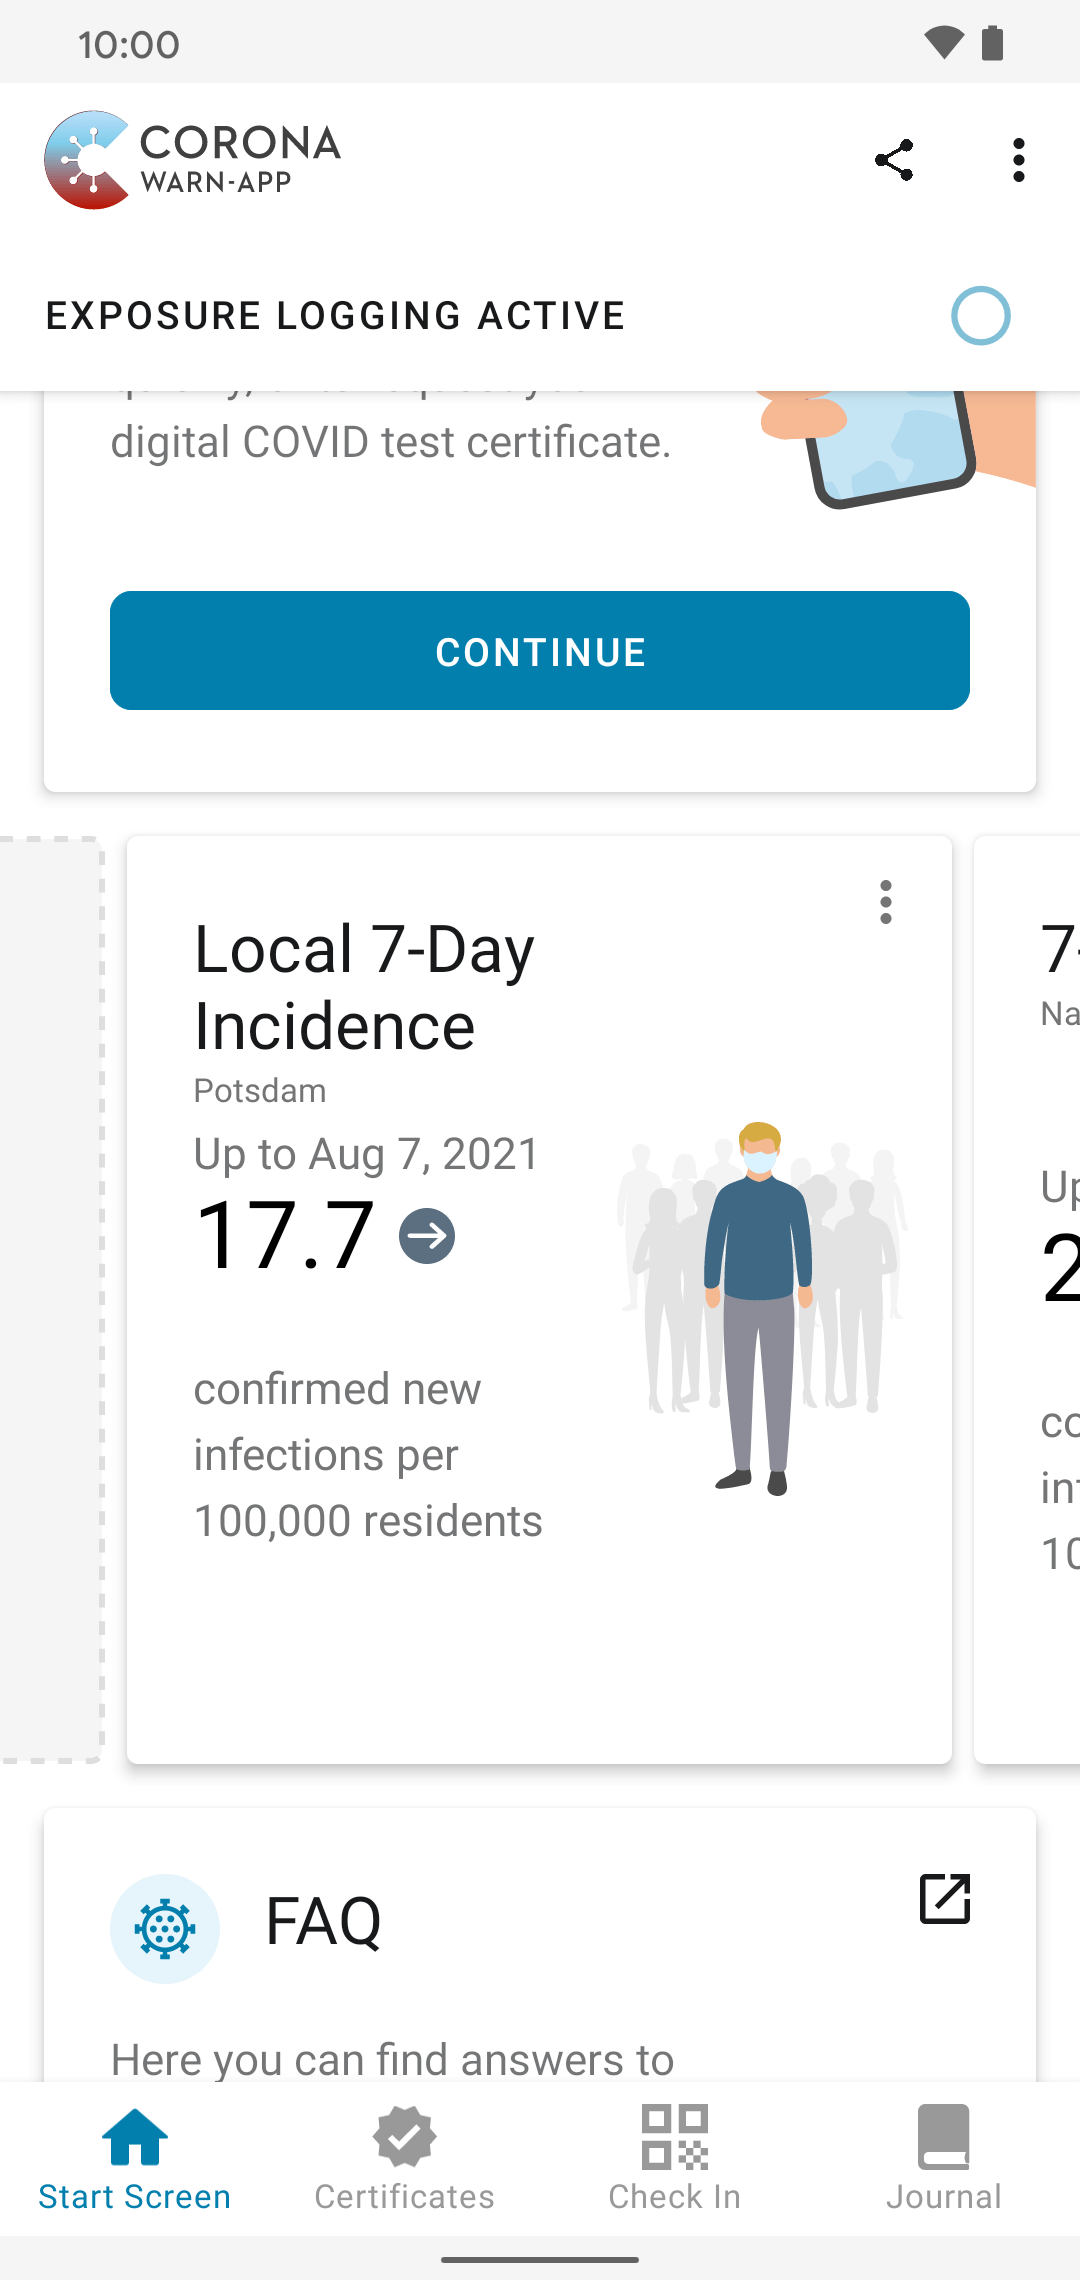 10:00
CORONA
WARN-APP
EXPOSURE LOGGING ACTIVE
digital COVID test certificate.
CONTINUE
Local 7-Day
Incidence
Potsdam
Up to Aug 7, 2021
17.7
confirmed new
infections per
100,000 residents
7-
Na
Up
2
co
in
10
FAQ
Here you can find answers to
Start Screen
Certificates
Check In
Journal